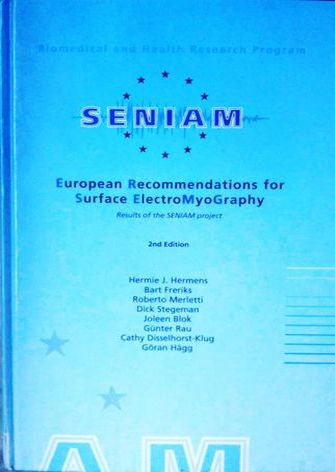 Biomedical and Health Research Program
SENIAM
European Recommendations for
Surface ElectroMyoGraphy
Results of the SENIAM project
2nd Edition
Hermie J. Hermens
Bart Freriks
Roberto Merletti
Dick Stegeman
Joleen Blok
Günter Rau
Cathy Disselhorst-Klug
Göran Hägg
AM